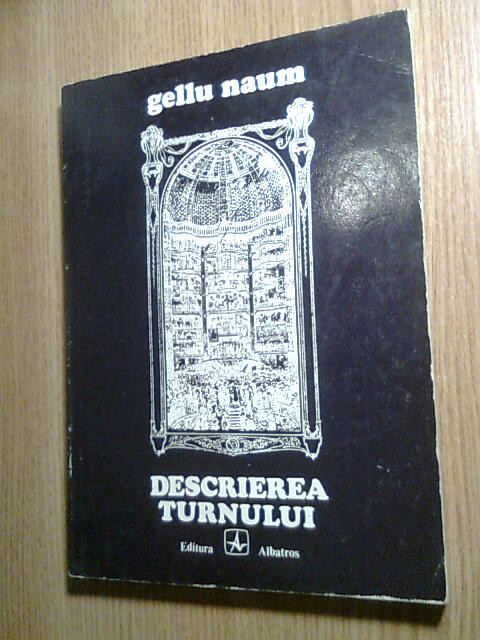 gellu naum
DESCRIEREA
TURNULUI
Editura Albatros